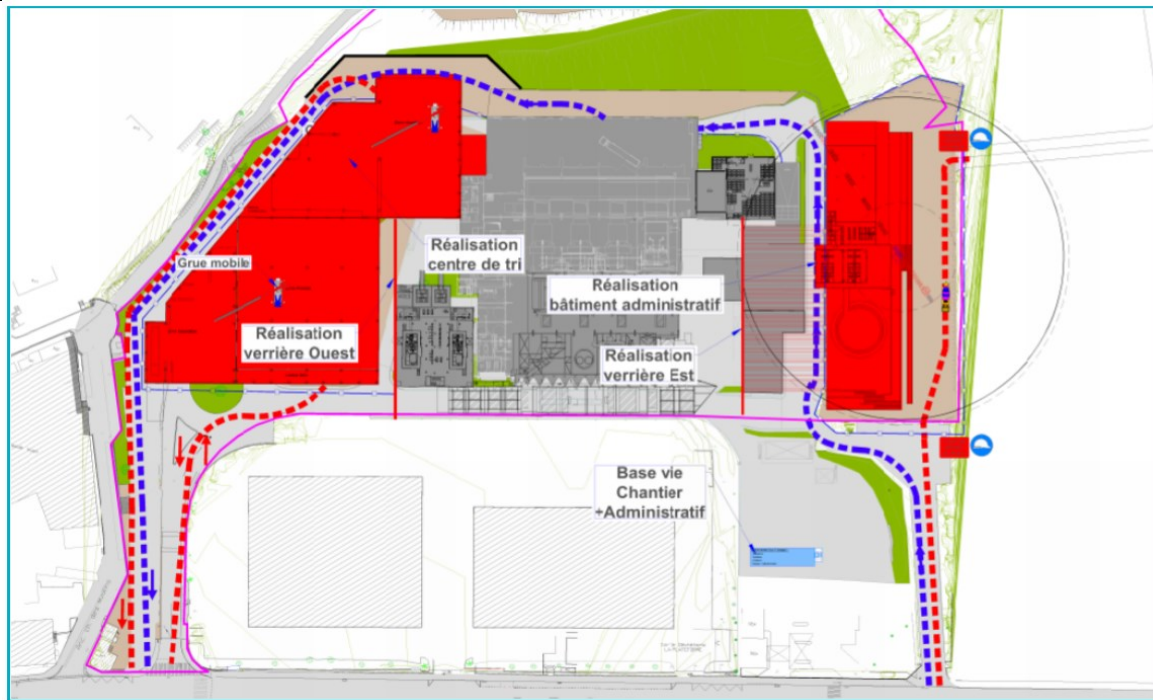 Grue mobile
Réalisation
centre de tri
Réalisation
verrière Ouest
Réalisation
bâtiment administratif
Réalisation
verrière Est
Base vie
Chantier
+Administratif